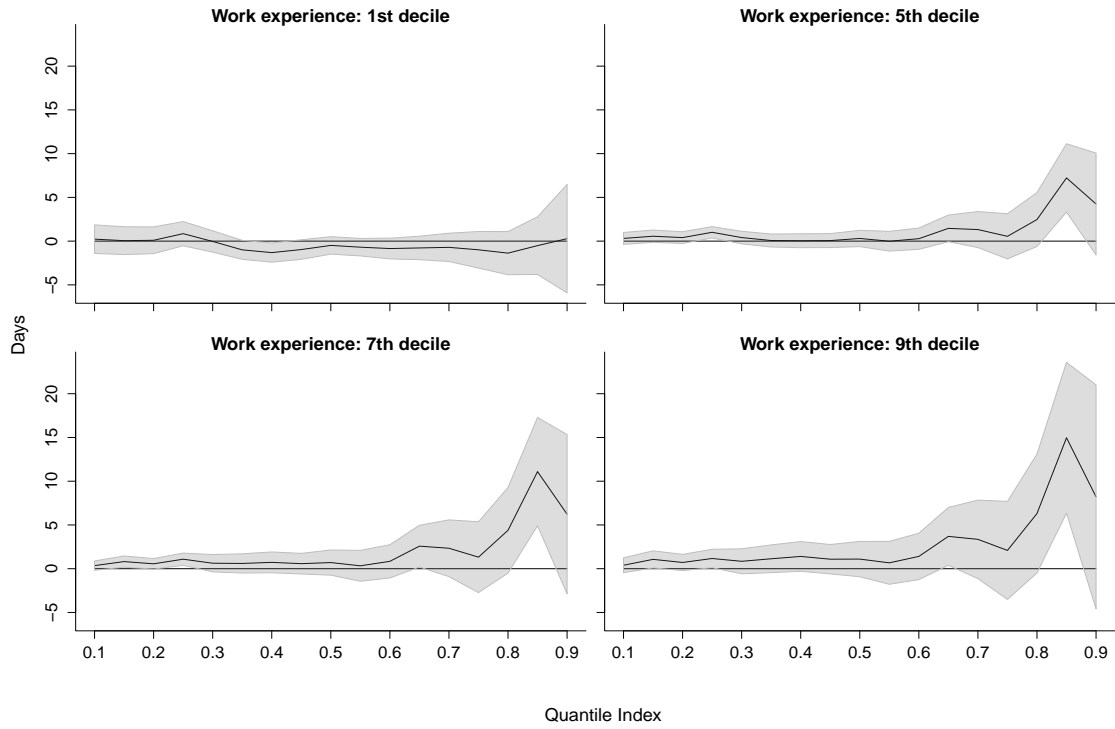 Work experience: 1st decile
Work experience: 5th decile
20
15
10
5
0
−5
Work experience: 7th decile
Work experience: 9th decile
20
15
10
5
0
−5
0.1 0.2 0.3 0.4 0.5 0.6 0.7 0.8 0.9
0.1 0.2 0.3 0.4 0.5 0.6 0.7 0.8 0.9
Days
Quantile Index